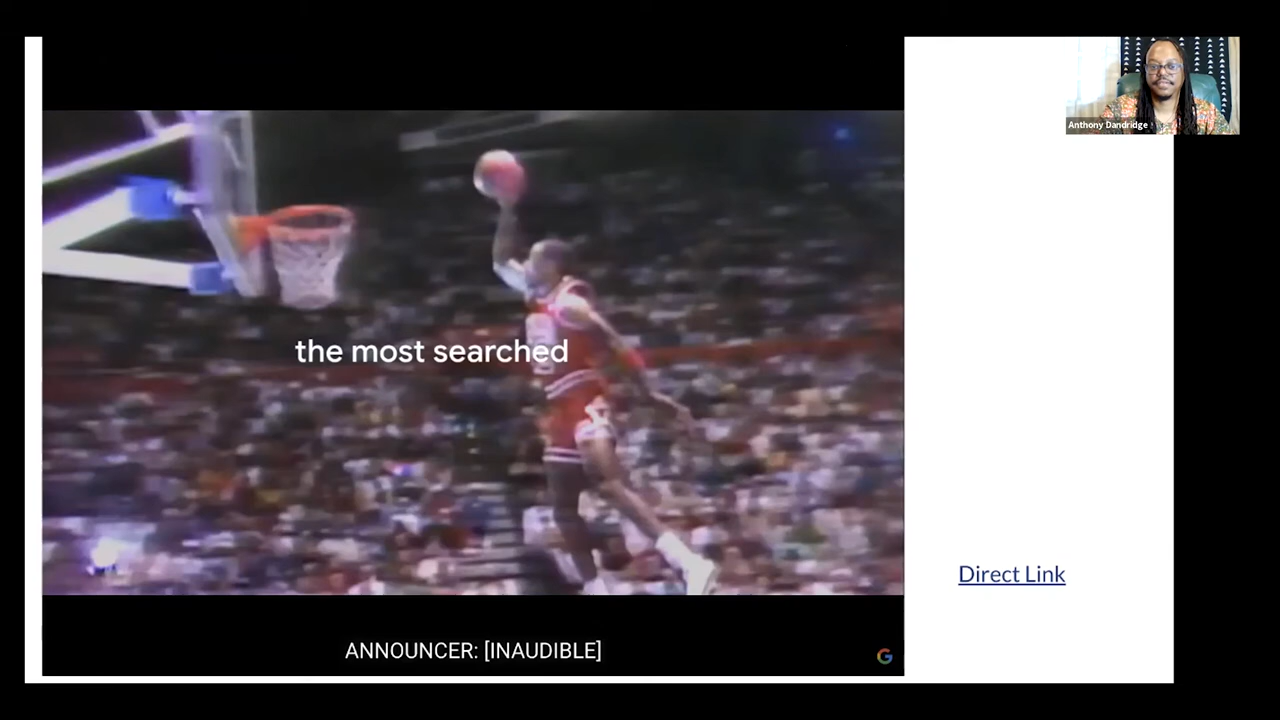 Anthony Dandridge
the most searched
Direct Link
ANNOUNCER: [INAUDIBLE]